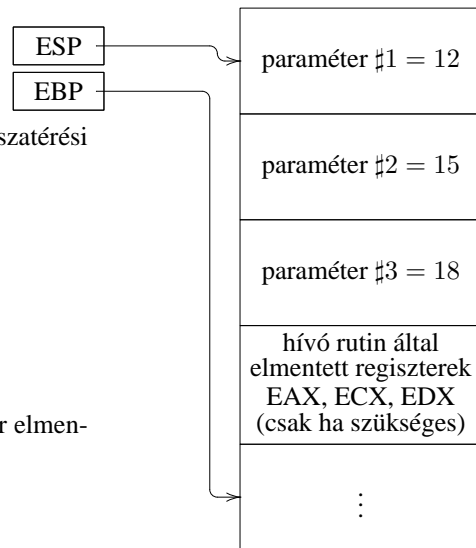 ESP
EBP
szatérési
r elmen-
paraméter ♯1 = 12
paraméter ♯2 = 15
paraméter ♯3 = 18
hívó rutin által
elmentett regiszterek
EAX, ECX, EDX
(csak ha szükséges)
⋮